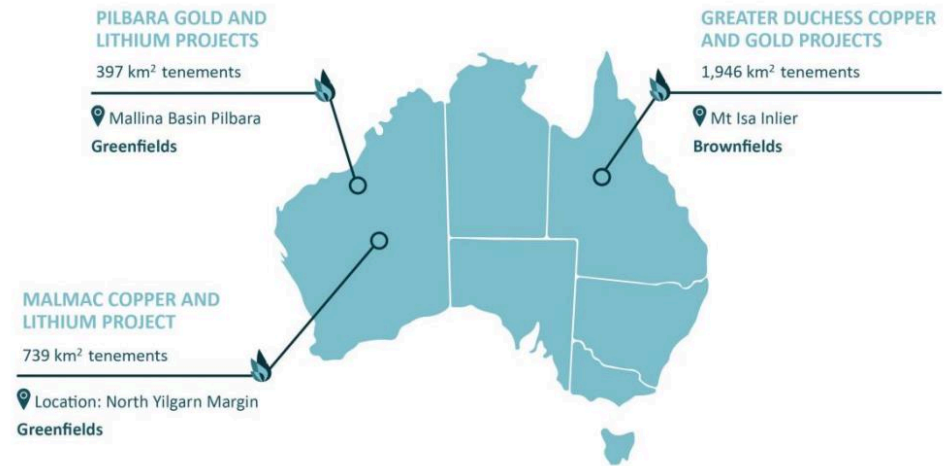 PILBARA GOLD AND
LITHIUM PROJECTS
397 km² tenements
Mallina Basin Pilbara
Greenfields
GREATER DUCHESS COPPER
AND GOLD PROJECTS
1,946 km² tenements
Mt Isa Inlier
Brownfields
MALMAC COPPER AND
LITHIUM PROJECT
739 km² tenements
Location: North Yilgarn Margin
Greenfields